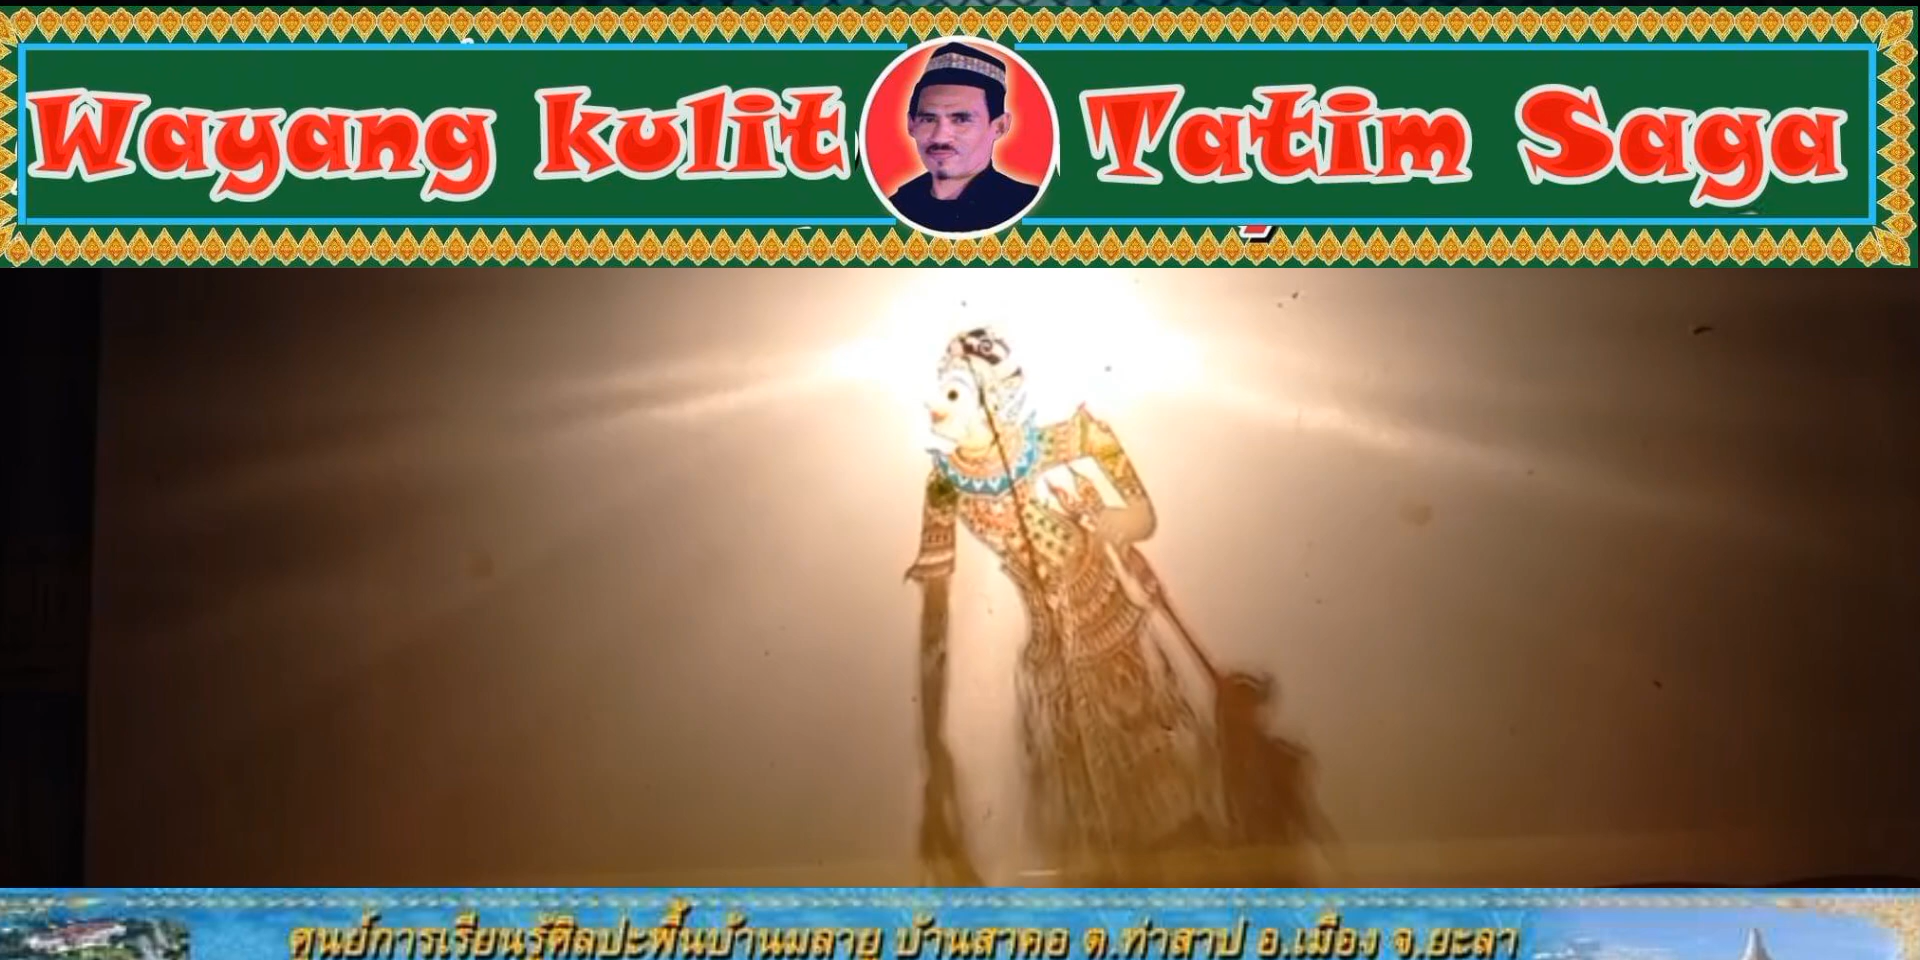 Wayang kulit Tatim Saga
ศูนย์การเรียนรู้ศิลปะพื้นบ้านมลายู บ้านสาคอ ต.ท่าสาป อ.เมือง จ.ยะลา